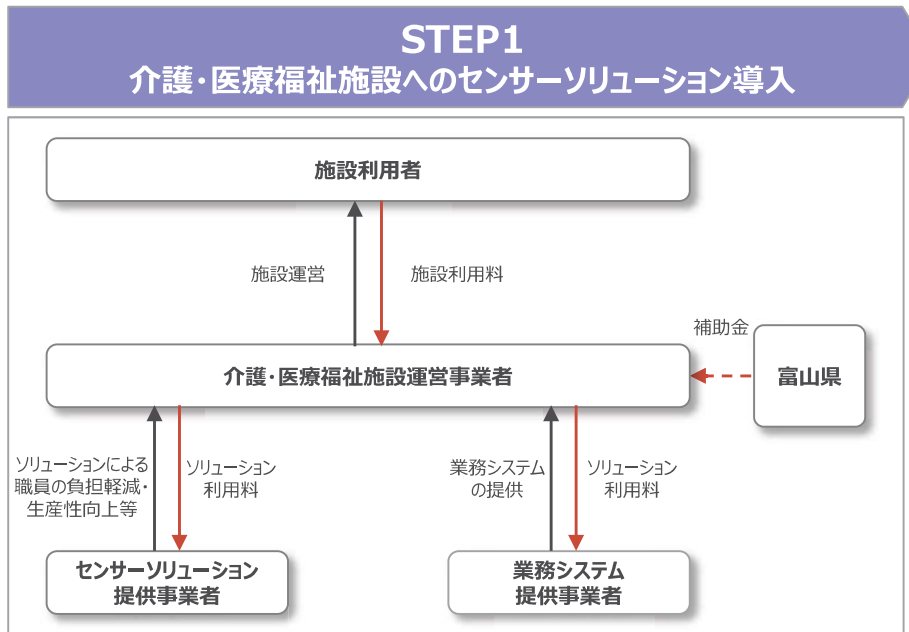 STEP1
介護・医療福祉施設へのセンサーソリューション導入
施設利用者
施設運営
施設利用料
補助金
介護・医療福祉施設運営事業者
富山県
ソリューションによる
職員の負担軽減・
生産性向上等
ソリューション
利用料
業務システム
の提供
ソリューション
利用料
センサーソリューション
提供事業者
業務システム
提供事業者